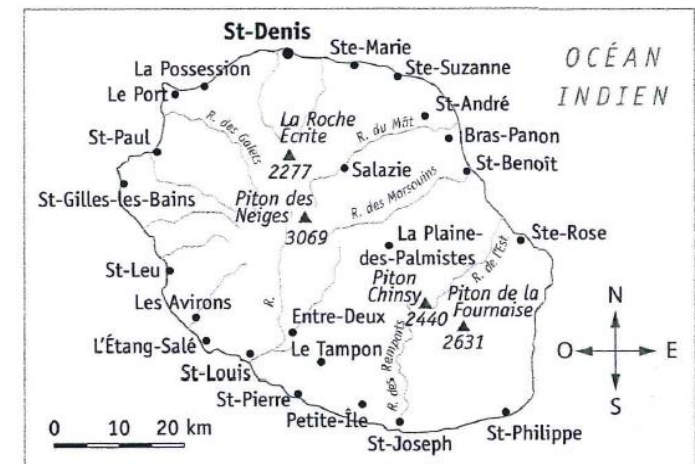 St-Denis
Ste-Marie
OCÉAN
INDIEN
La Possession
Ste-Suzanne
Le Port
St-André
R. des Galets
La Roche
Écrite
2277
R. du Mât
Bras-Panon
St-Paul
Salazie
St-Benoît
St-Gilles-les-Bains
Piton des
Neiges
3069
R. des Marsouins
La Plaine-
des-Palmistes
Ste-Rose
R. de l'Est
St-Leu
Piton
Chinsy
2440
Piton de la
Fournaise
2631
Les Avirons
R.
Entre-Deux
L'Étang-Salé
Le Tampon
R. des Remparts
St-Louis
St-Pierre
Petite-Île
St-Joseph
St-Philippe
N
O
E
S
0 10 20 km